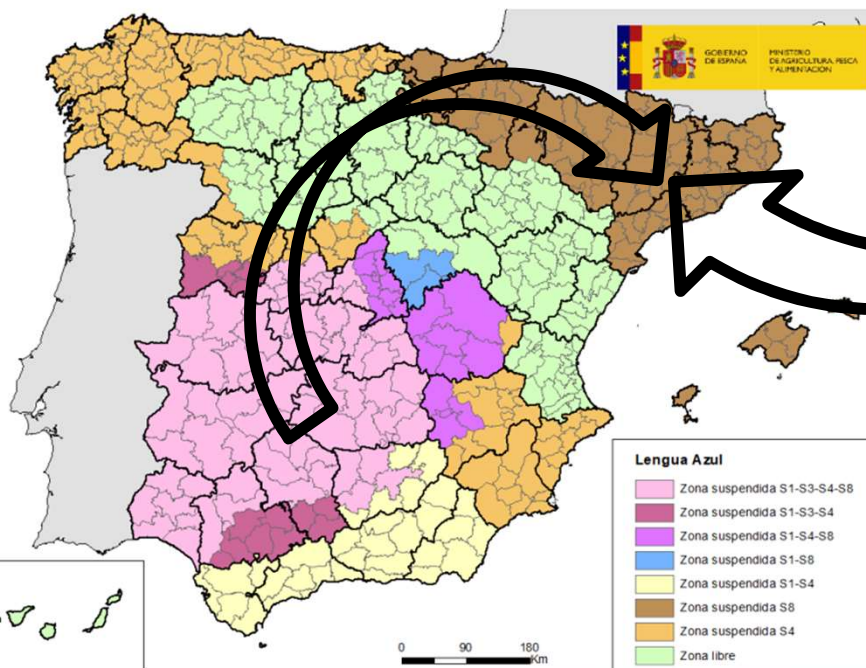 GOBIERNO
DE ESPAÑA
MINISTERIO
DE AGRICULTURA, PESCA
Y ALIMENTACIÓN
Lengua Azul
Zona suspendida S1-S3-S4-S8
Zona suspendida S1-S3-S4
Zona suspendida S1-S4-S8
Zona suspendida S1-S8
Zona suspendida S1-S4
Zona suspendida S8
Zona suspendida S4
Zona libre
0 90 180
Km